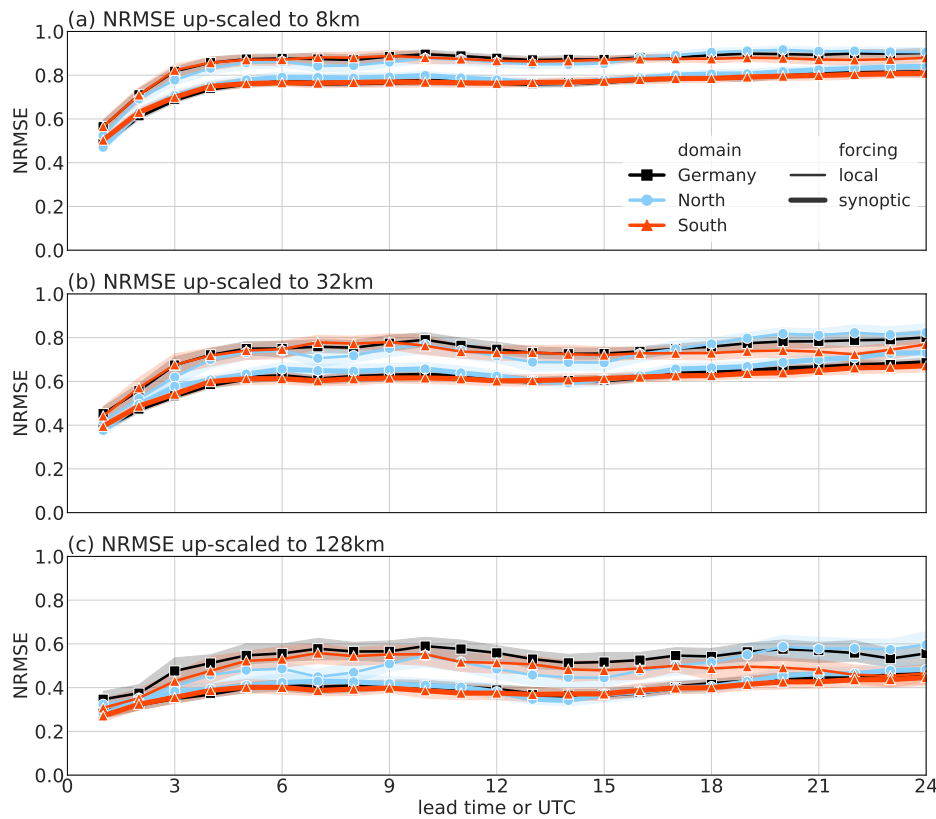 (a) NRMSE up-scaled to 8km
1.0
0.8
0.6
0.4
0.2
0.0
NRMSE
domain forcing
Germany local
North synoptic
South
(b) NRMSE up-scaled to 32km
1.0
0.8
0.6
0.4
0.2
0.0
NRMSE
(c) NRMSE up-scaled to 128km
1.0
0.8
0.6
0.4
0.2
0.0
NRMSE
0 3 6 9 12 15 18 21 24
lead time or UTC